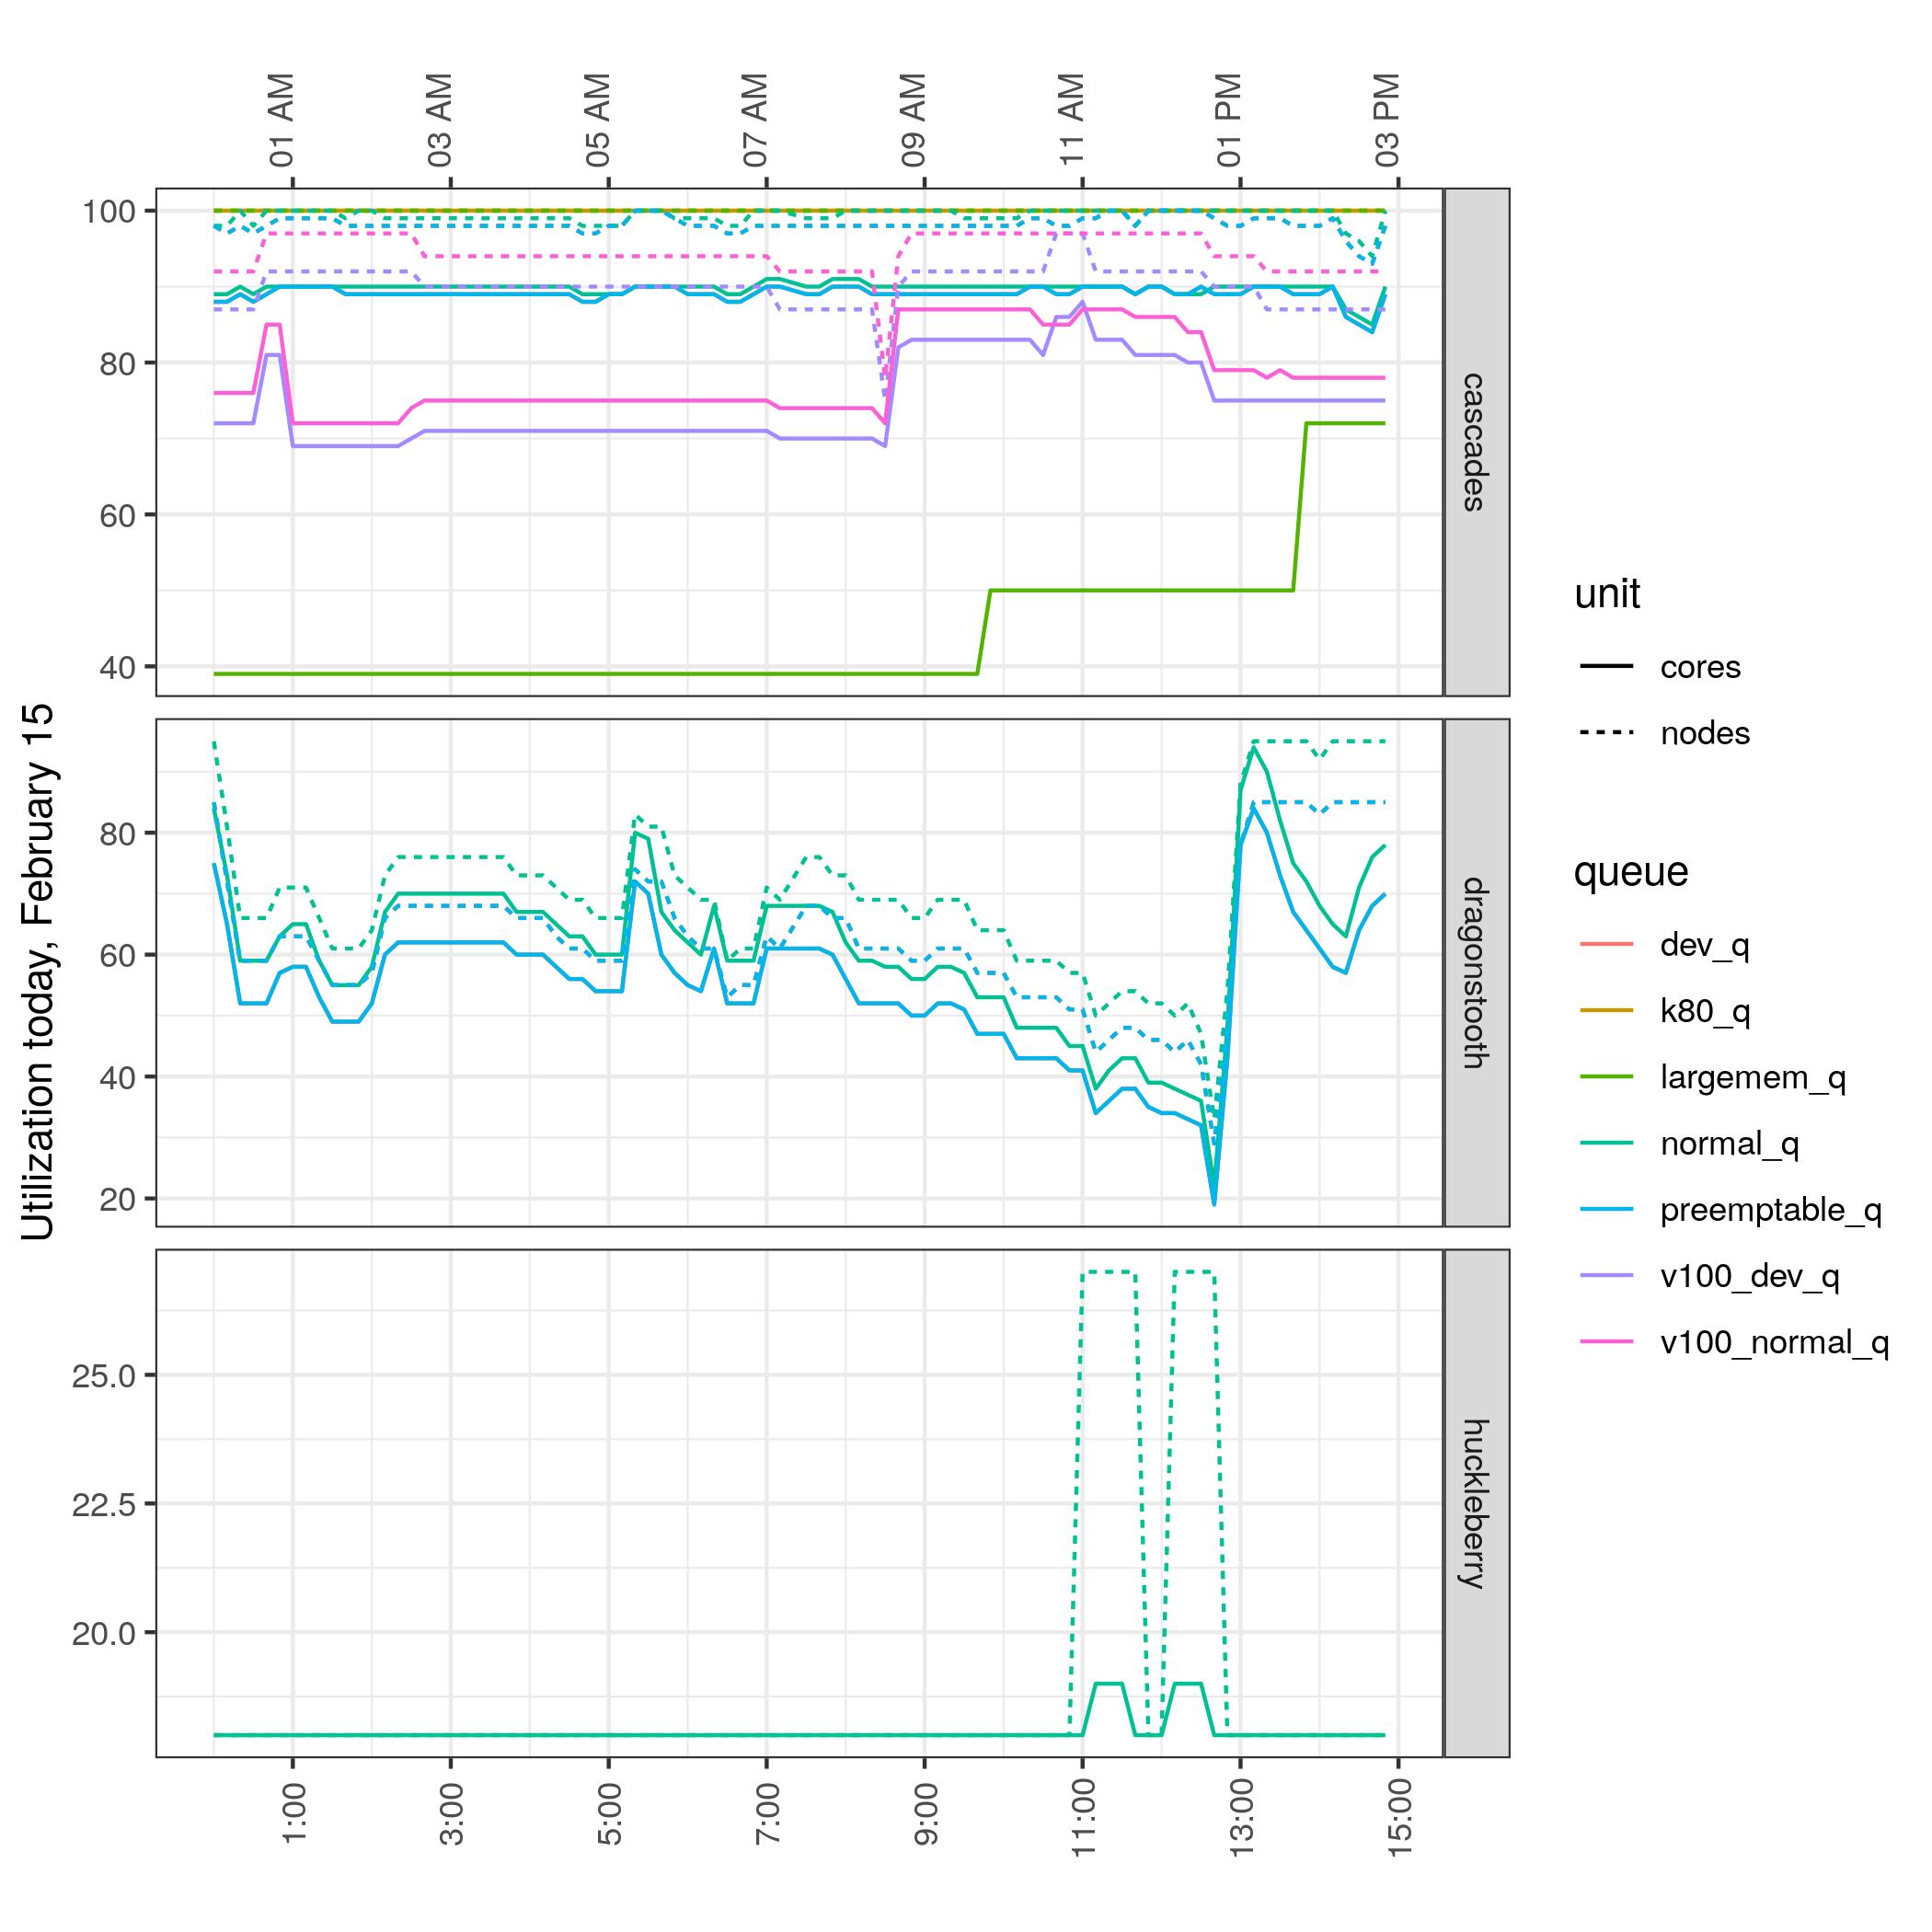 01 AM
03 AM
05 AM
07 AM
09 AM
11 AM
01 PM
03 PM
Utilization today, February 15
100
80
60
40
cascades
80
60
40
20
dragonstooth
25.0
22.5
20.0
huckleberry
1:00
3:00
5:00
7:00
9:00
11:00
13:00
15:00
unit
cores
nodes
queue
dev_q
k80_q
largemem_q
normal_q
preemptable_q
v100_dev_q
v100_normal_q